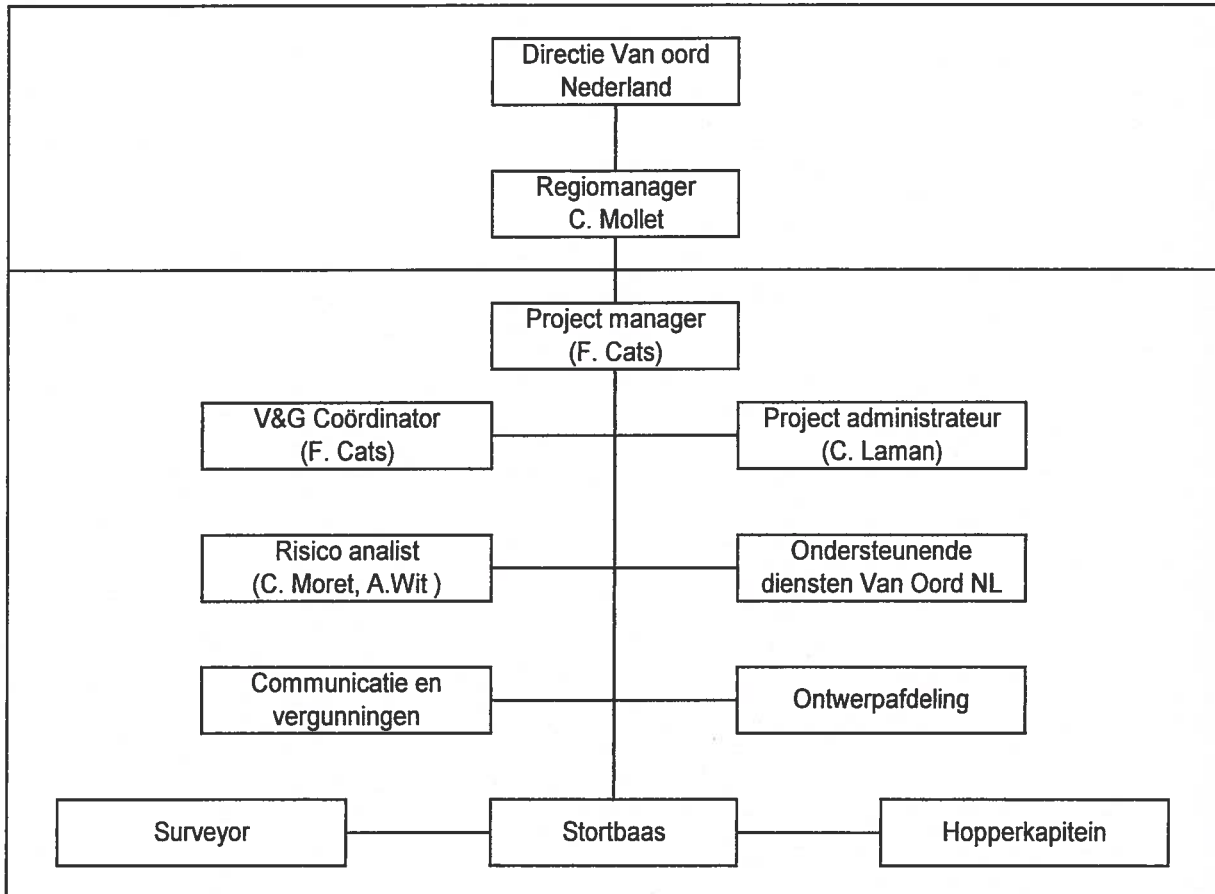 Directie Van oord
Nederland
Regiomanager
C. Mollet
Project manager
(F. Cats)
V&G Coördinator
(F. Cats)
Project administrateur
(C. Laman)
Risico analist
(C. Moret, A.Wit )
Ondersteunende
diensten Van Oord NL
Communicatie en
vergunningen
Ontwerpafdeling
Surveyor
Stortbaas
Hopperkapitein